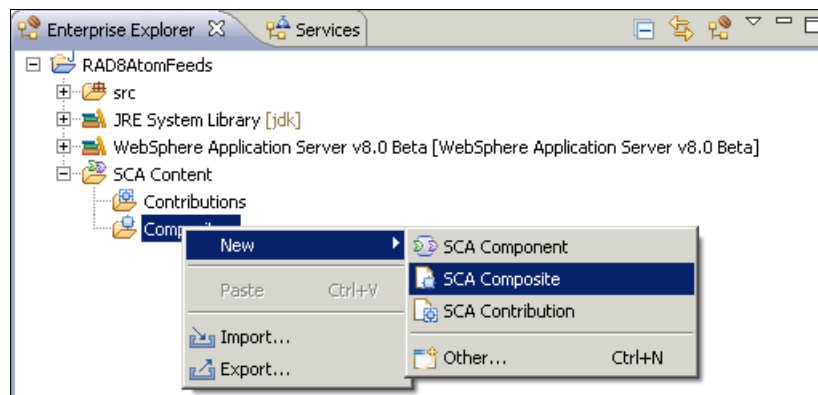 Enterprise Explorer Services
RAD8AtomFeeds
src
JRE System Library [jdk]
WebSphere Application Server v8.0 Beta [WebSphere Application Server v8.0 Beta]
SCA Content
Contributions
New
SCA Component
Paste Ctrl+V
SCA Composite
Import...
SCA Contribution
Export...
Other... Ctrl+N